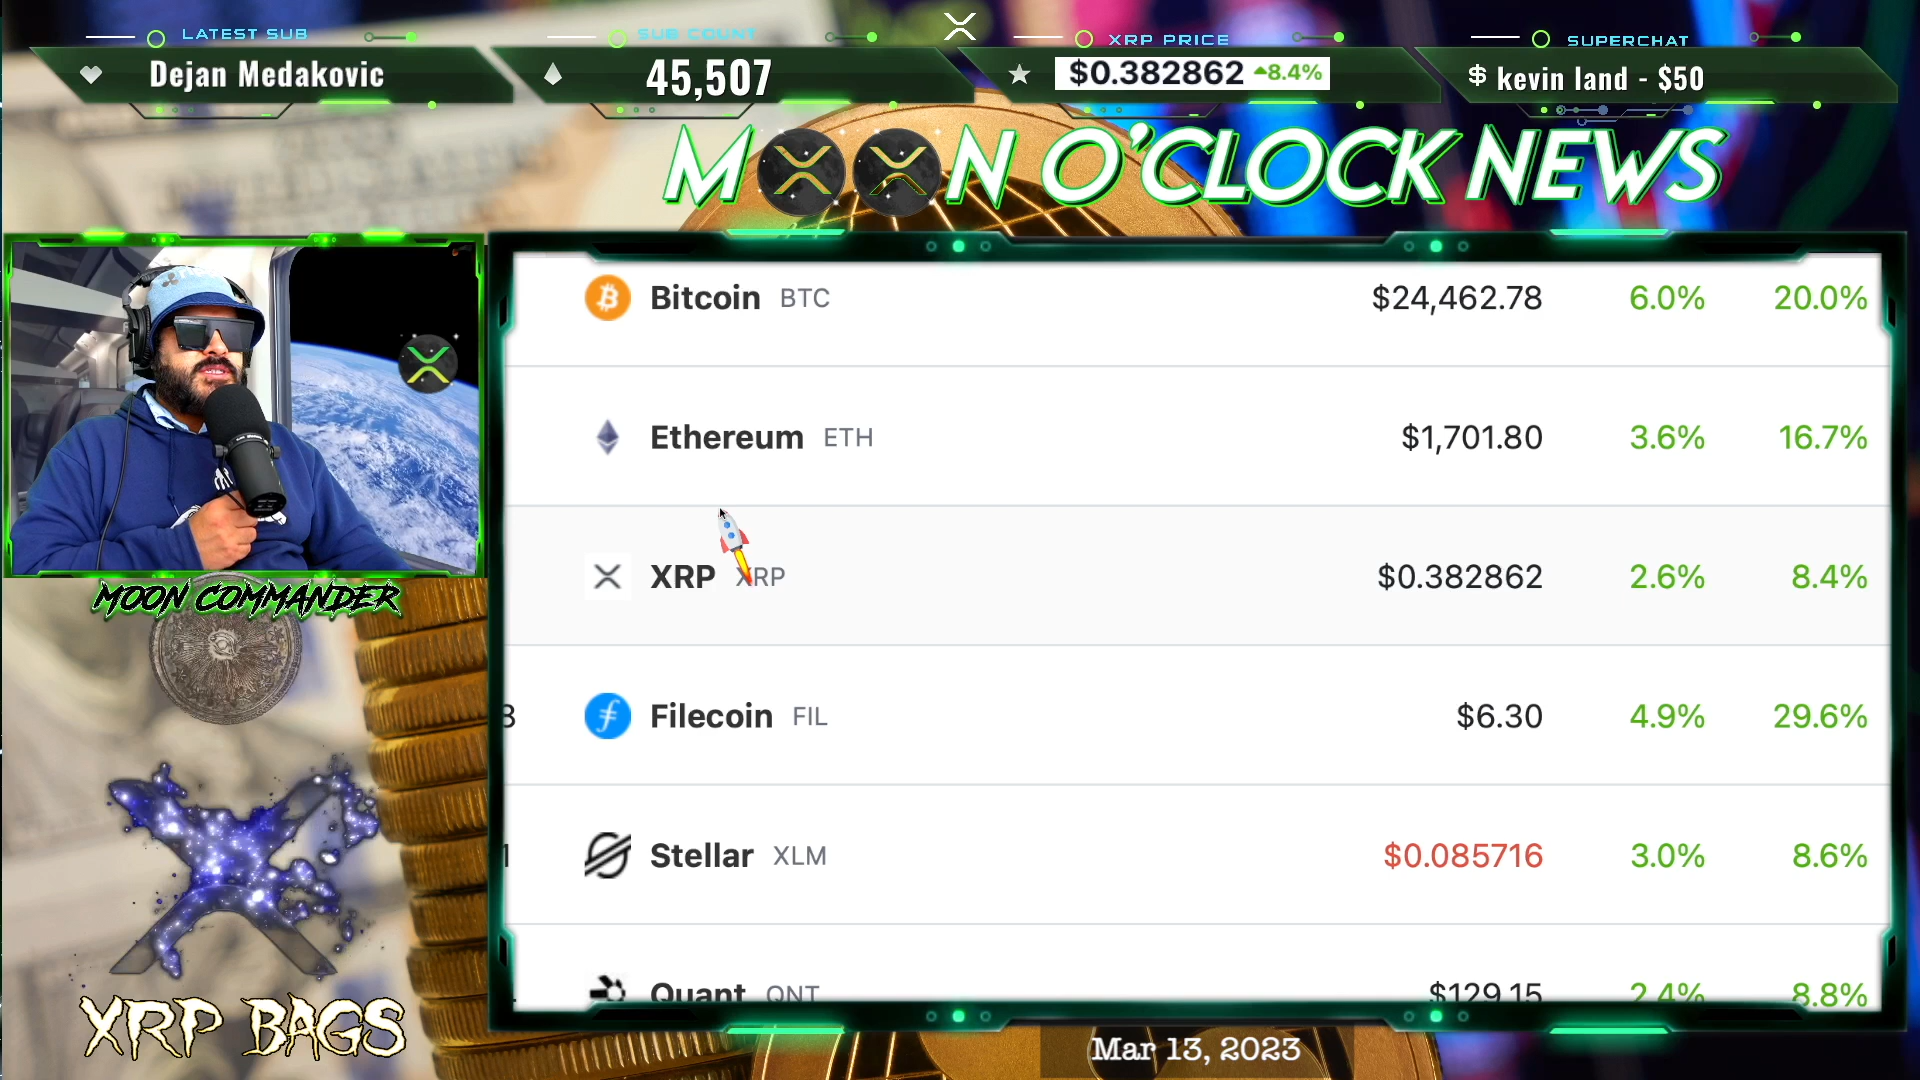 LATEST SUB
Dejan Medakovic
SUB COUNT
45,507
XRP PRICE
$0.382862 8.4%
SUPERCHAT
$ kevin land - $50
MOON O'CLOCK NEWS
Bitcoin BTC $24,462.78 6.0% 20.0%
Ethereum ETH $1,701.80 3.6% 16.7%
XRP XRP $0.382862 2.6% 8.4%
Filecoin FIL $6.30 4.9% 29.6%
Stellar XLM $0.085716 3.0% 8.6%
Quant QNT $129.15 2.4% 8.8%
MOON COMMANDER
XRP BAGS
Mar 13, 2023